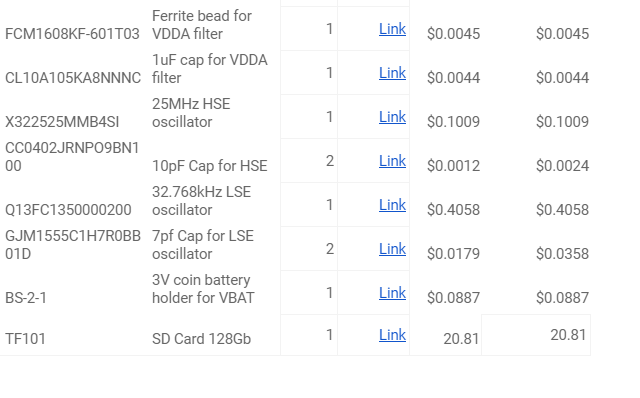 FCM1608KF-601T03 Ferrite bead for VDDA filter 1 Link $0.0045 $0.0045
CL10A105KA8NNNC 1uF cap for VDDA filter 1 Link $0.0044 $0.0044
X322525MMB4SI 25MHz HSE oscillator 1 Link $0.1009 $0.1009
CC0402JRNPO9BN100 10pF Cap for HSE 2 Link $0.0012 $0.0024
Q13FC1350000200 32.768kHz LSE oscillator 1 Link $0.4058 $0.4058
GJM1555C1H7R0BB01D 7pf Cap for LSE oscillator 2 Link $0.0179 $0.0358
BS-2-1 3V coin battery holder for VBAT 1 Link $0.0887 $0.0887
TF101 SD Card 128Gb 1 Link 20.81 20.81